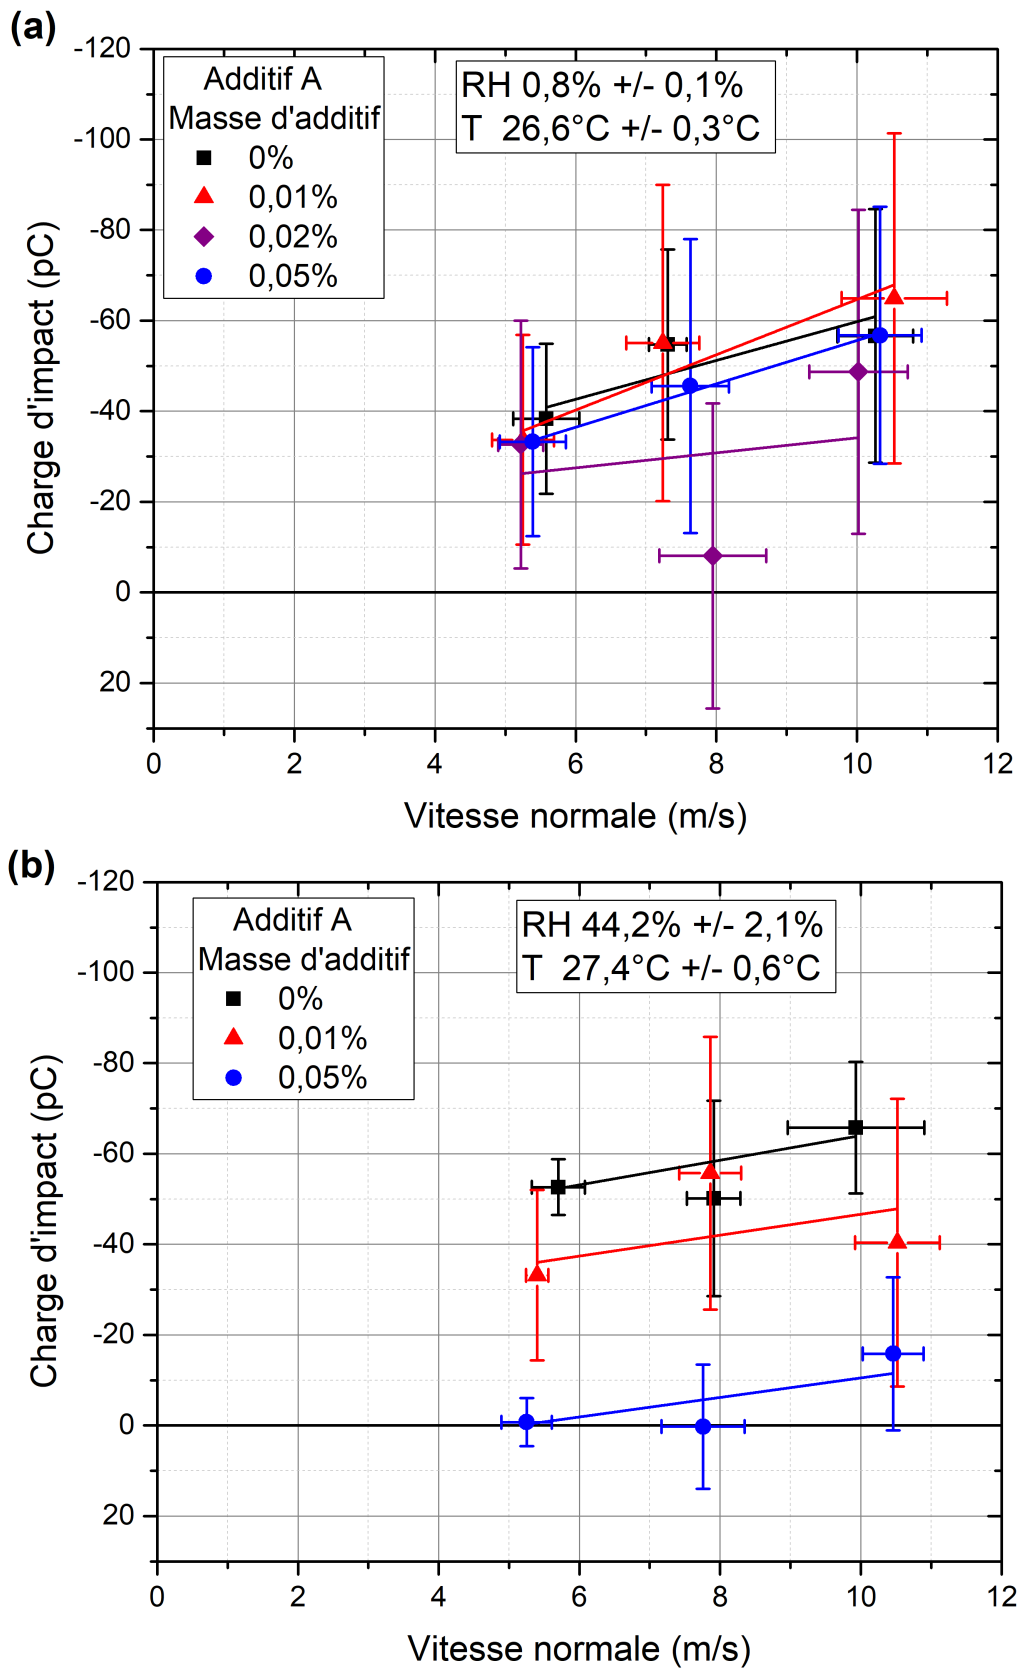 (a)
-120
-100
-80
-60
-40
-20
0
20
Charge d'impact (pC)
Additif A
Masse d'additif
0%
0,01%
0,02%
0,05%
RH 0,8% +/- 0,1%
T 26,6°C +/- 0,3°C
0 2 4 6 8 10 12
Vitesse normale (m/s)
(b)
-120
-100
-80
-60
-40
-20
0
20
Charge d'impact (pC)
Additif A
Masse d'additif
0%
0,01%
0,05%
RH 44,2% +/- 2,1%
T 27,4°C +/- 0,6°C
0 2 4 6 8 10 12
Vitesse normale (m/s)